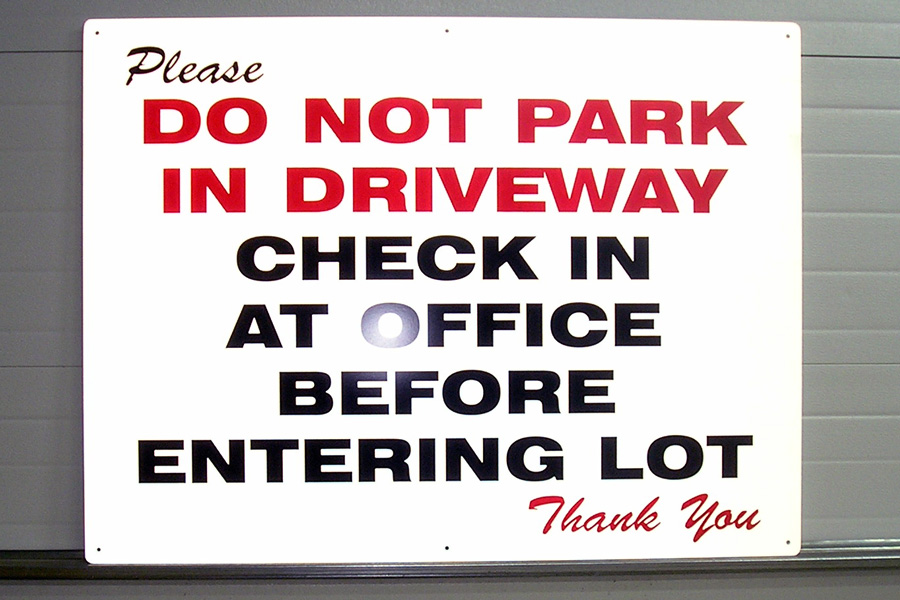 Please
DO NOT PARK
IN DRIVEWAY
CHECK IN
AT OFFICE
BEFORE
ENTERING LOT
Thank You